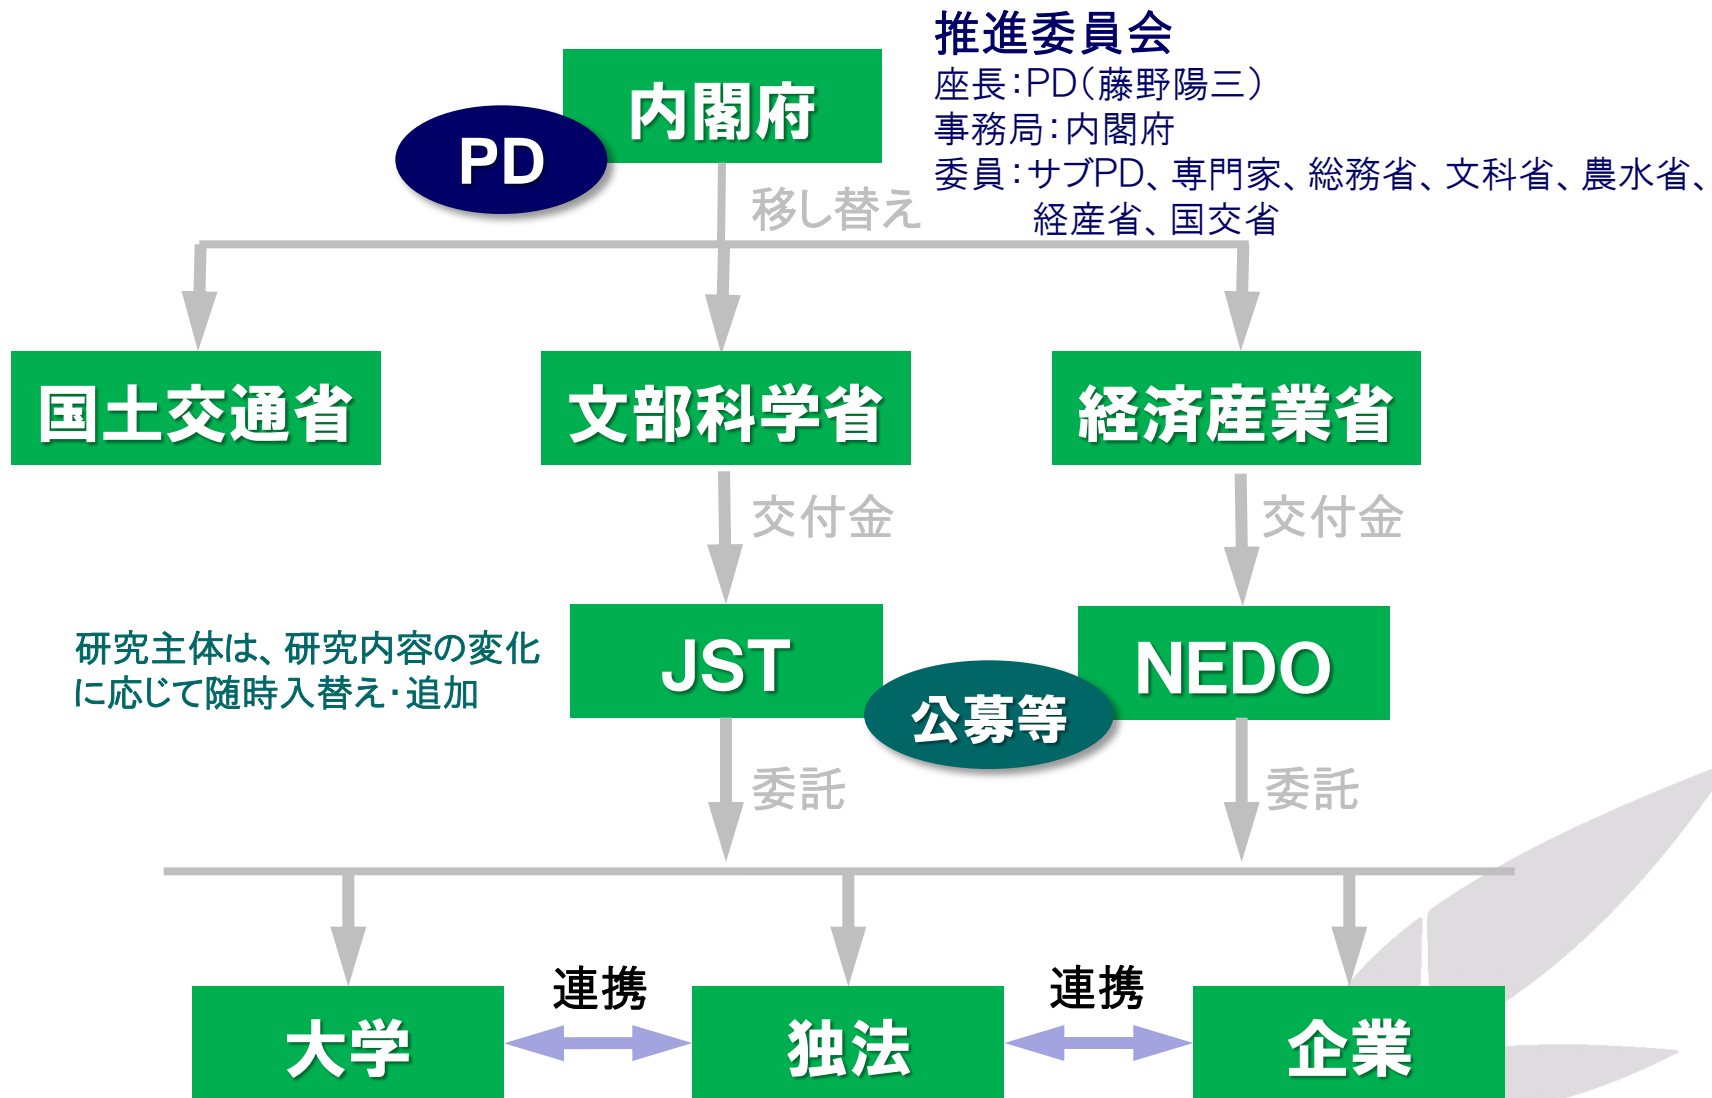 推進委員会
座長：PD（藤野陽三）
事務局：内閣府
委員：サブPD、専門家、総務省、文科省、農水省、
経産省、国交省
内閣府
PD
移し替え
国土交通省
文部科学省
経済産業省
交付金
交付金
研究主体は、研究内容の変化
に応じて随時入替え・追加
JST
NEDO
公募等
委託
委託
連携
連携
大学
独法
企業